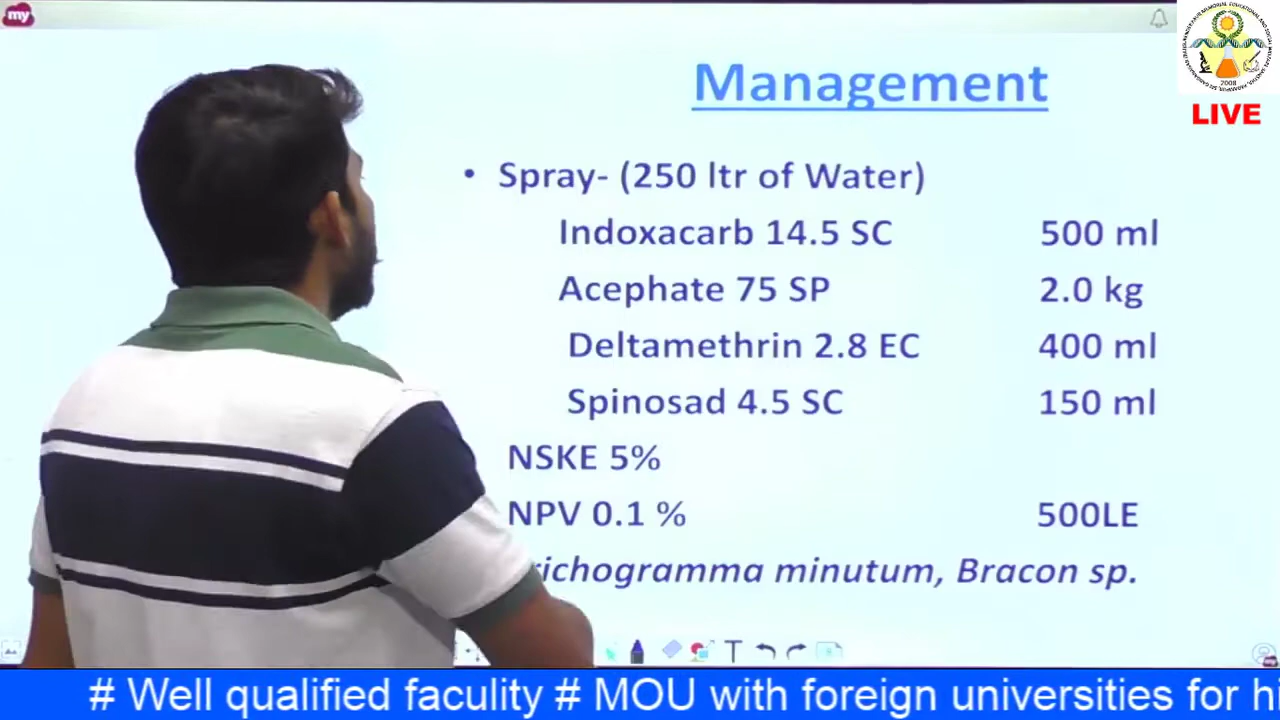 my
Management
LIVE
• Spray- (250 ltr of Water)
Indoxacarb 14.5 SC 500 ml
Acephate 75 SP 2.0 kg
Deltamethrin 2.8 EC 400 ml
Spinosad 4.5 SC 150 ml
NSKE 5%
NPV 0.1 % 500LE
richogramma minutum, Bracon sp.
2008
T
my
# Well qualified faculity # MOU with foreign universities for hi